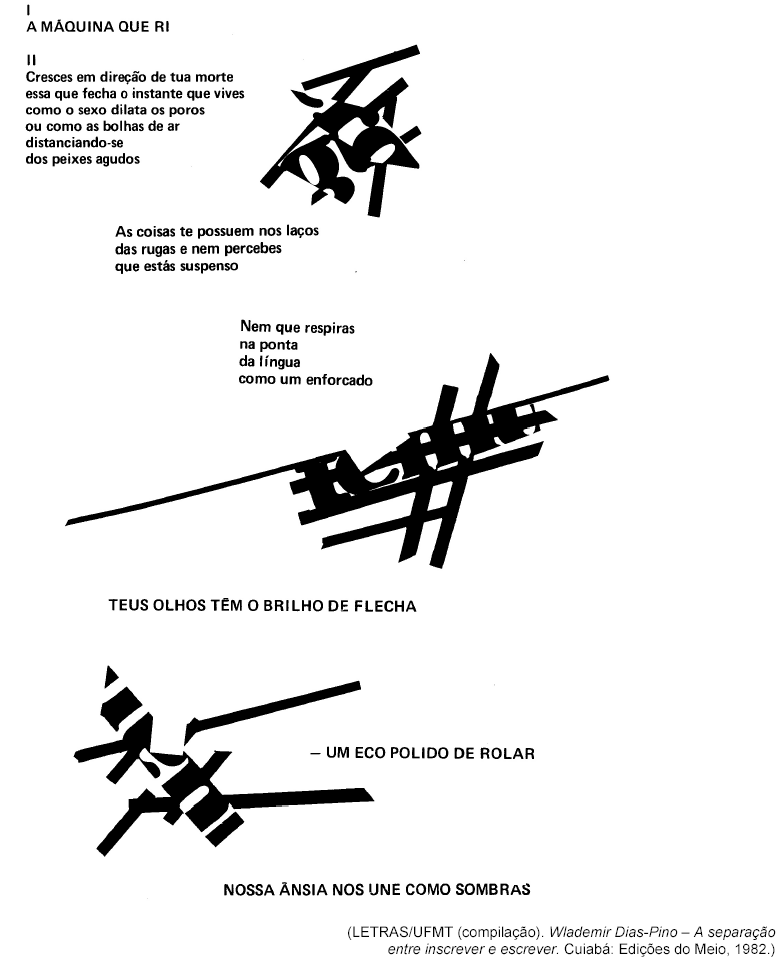 I
A MÁQUINA QUE RI
II
Cresces em direção de tua morte
essa que fecha o instante que vives
como o sexo dilata os poros
ou como as bolhas de ar
distanciando-se
dos peixes agudos
As coisas te possuem nos laços
das rugas e nem percebes
que estás suspenso
Nem que respiras
na ponta
da língua
como um enforcado
TEUS OLHOS TÊM O BRILHO DE FLECHA
– UM ECO POLIDO DE ROLAR
NOSSA ÂNSIA NOS UNE COMO SOMBRAS
(LETRAS/UFMT (compilação). Wlademir Dias-Pino – A separação
entre inscrever e escrever. Cuiabá: Edições do Meio, 1982.)